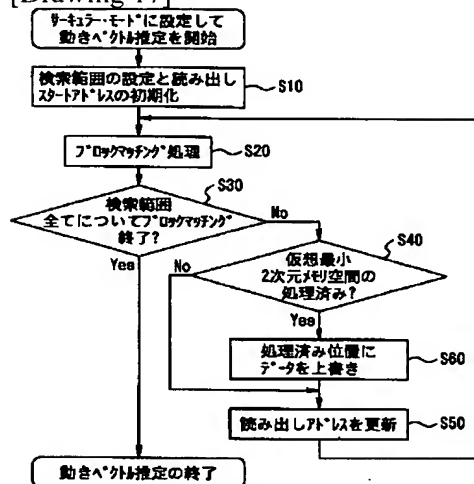 [Drawing 17]
サーキュラー・モードに設定して
動きベクトル推定を開始
検索範囲の設定と読み出し
スタートアドレスの初期化
S10
ブロックマッチング処理
S20
検索範囲
全てについてブロックマッチング
終了?
S30
No
Yes
仮想最小
2次元メモリ空間の
処理済み?
S40
No
Yes
処理済み位置に
データを上書き
S60
読み出しアドレスを更新
S50
動きベクトル推定の終了